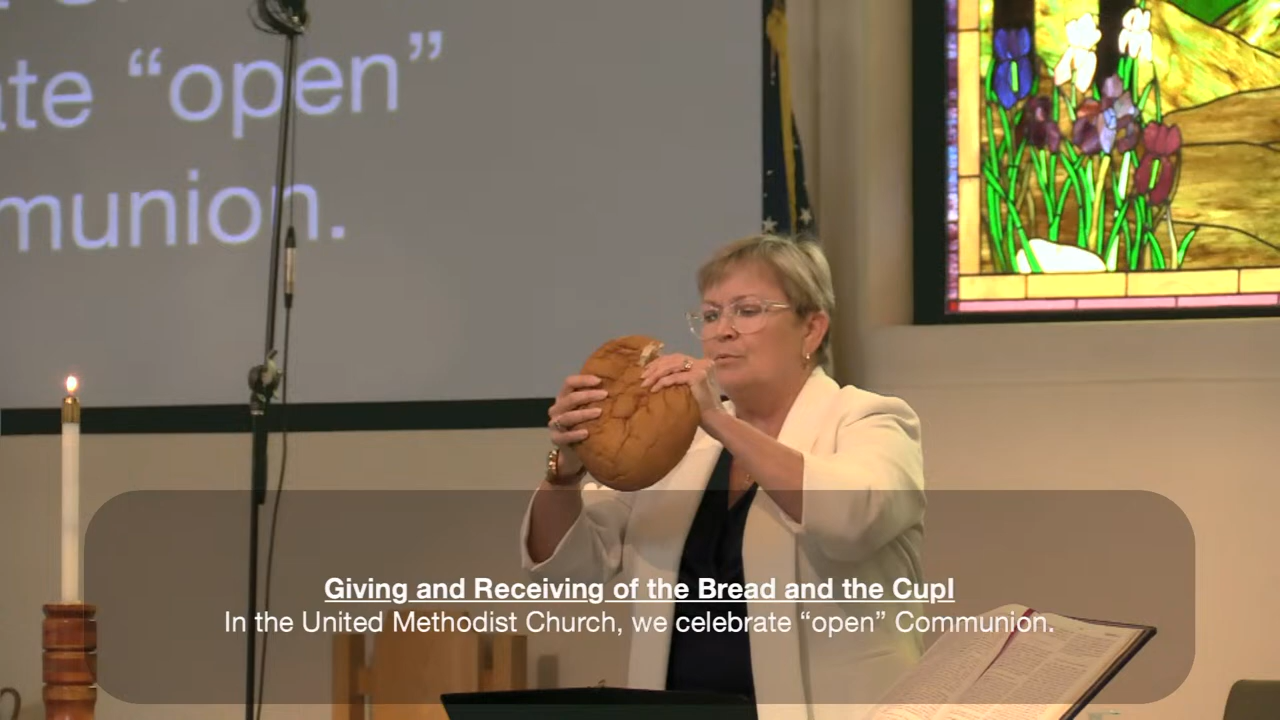 ate “open”
munion.
Giving and Receiving of the Bread and the Cupl
In the United Methodist Church, we celebrate “open” Communion.